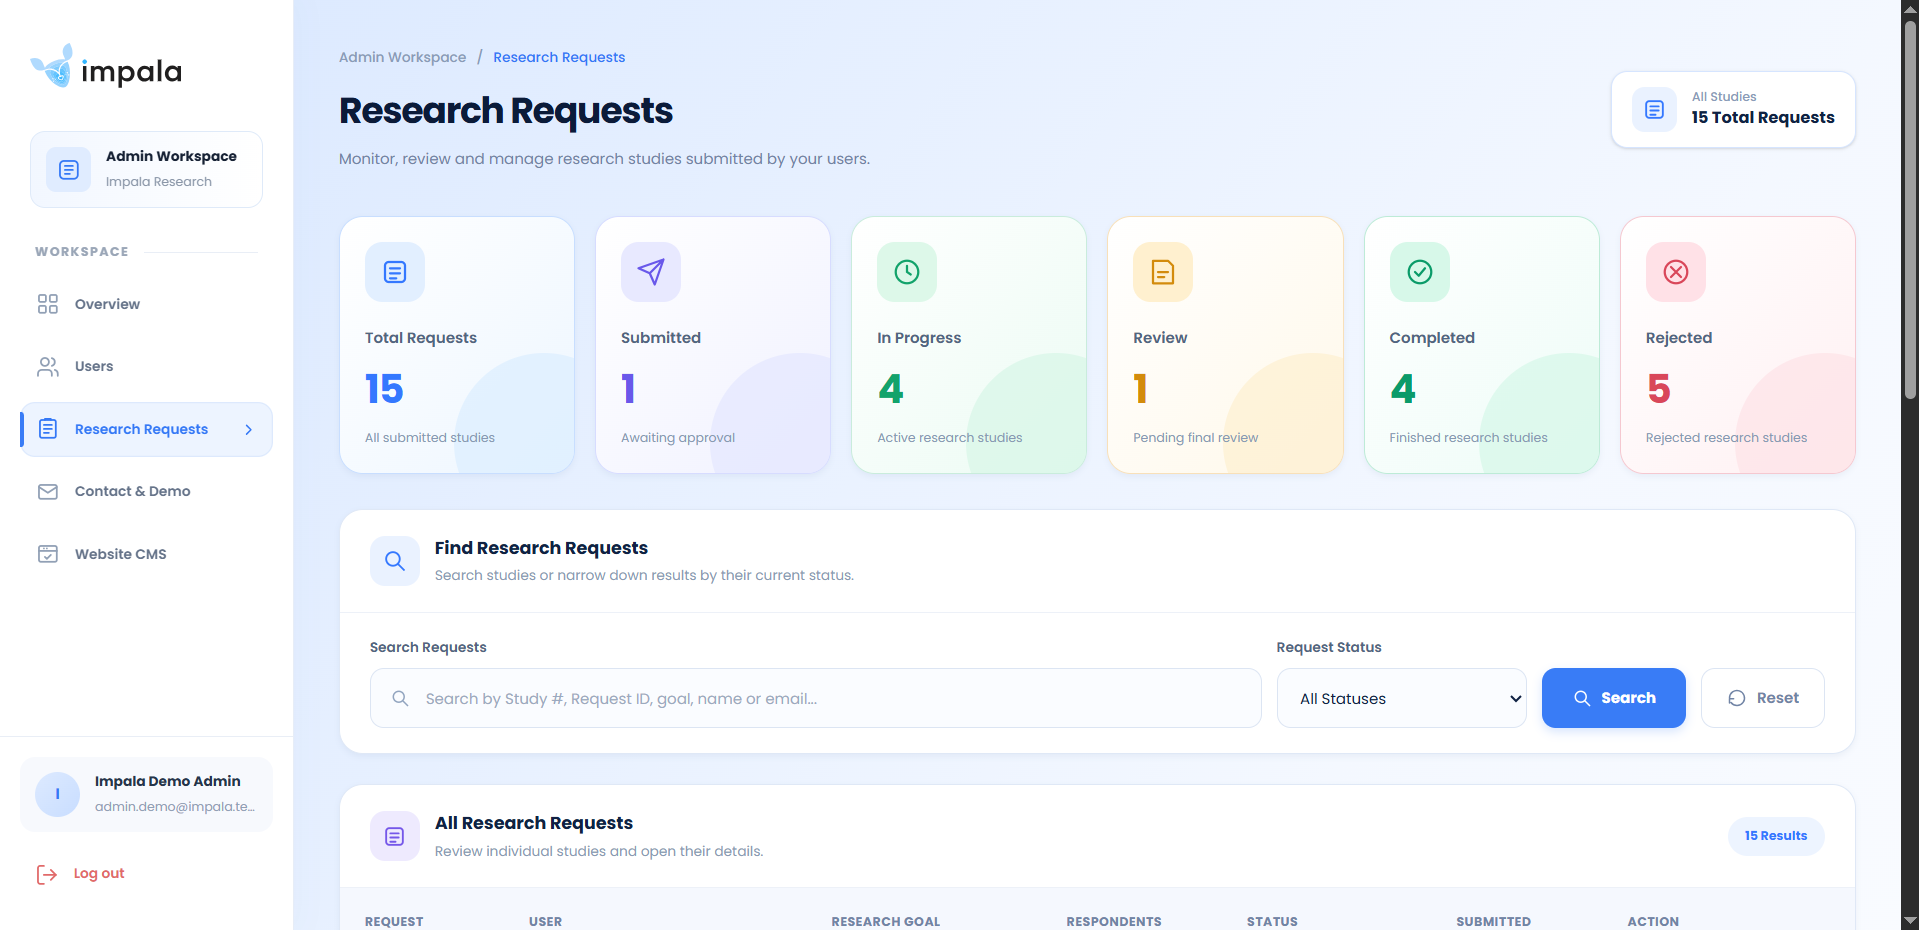 impala
Admin Workspace
Impala Research
WORKSPACE
Overview
Users
Research Requests
Contact & Demo
Website CMS
I
Impala Demo Admin
admin.demo@impala.te...
Log out
Admin Workspace / Research Requests
Research Requests
Monitor, review and manage research studies submitted by your users.
All Studies
15 Total Requests
Total Requests
15
All submitted studies
Submitted
1
Awaiting approval
In Progress
4
Active research studies
Review
1
Pending final review
Completed
4
Finished research studies
Rejected
5
Rejected research studies
Find Research Requests
Search studies or narrow down results by their current status.
Search Requests
Search by Study #, Request ID, goal, name or email...
Request Status
All Statuses
Search
Reset
All Research Requests
Review individual studies and open their details.
15 Results
REQUEST USER RESEARCH GOAL RESPONDENTS STATUS SUBMITTED ACTION